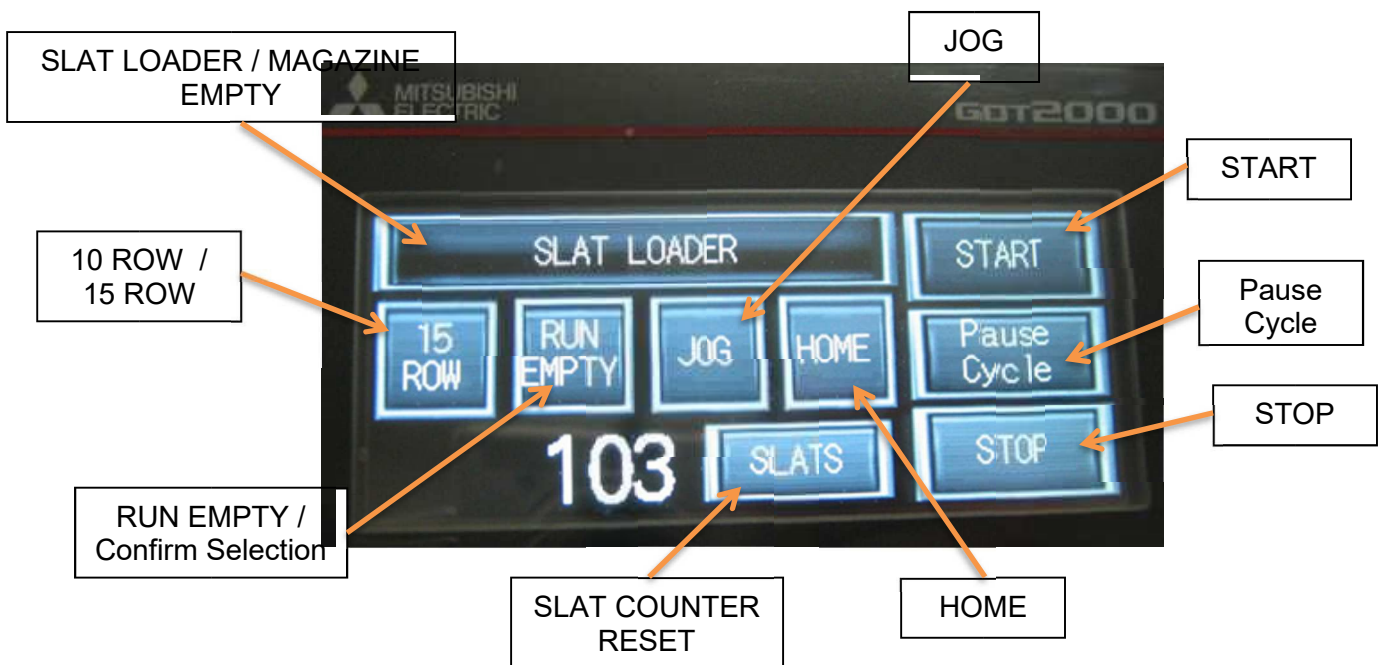 JOG
SLAT LOADER / MAGAZINE
EMPTY
MITSUBISHI
ELECTRIC
GOT2000
START
10 ROW /
15 ROW
SLAT LOADER
START
Pause
Cycle
15
ROW
RUN
EMPTY
JOG
HOME
Pause
Cycle
STOP
103
SLATS
STOP
RUN EMPTY /
Confirm Selection
SLAT COUNTER
RESET
HOME